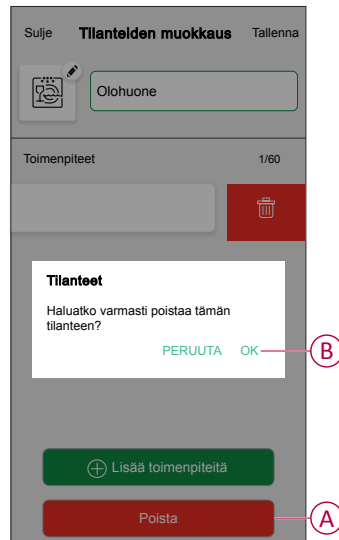 Sulje Tilanteiden muokkaus Tallenna
Olohuone
Toimenpiteet 1/60
Tilanteet
Haluatko varmasti poistaa tämän
tilanteen?
PERUUTA OK
B
Lisää toimenpiteitä
Poista
A